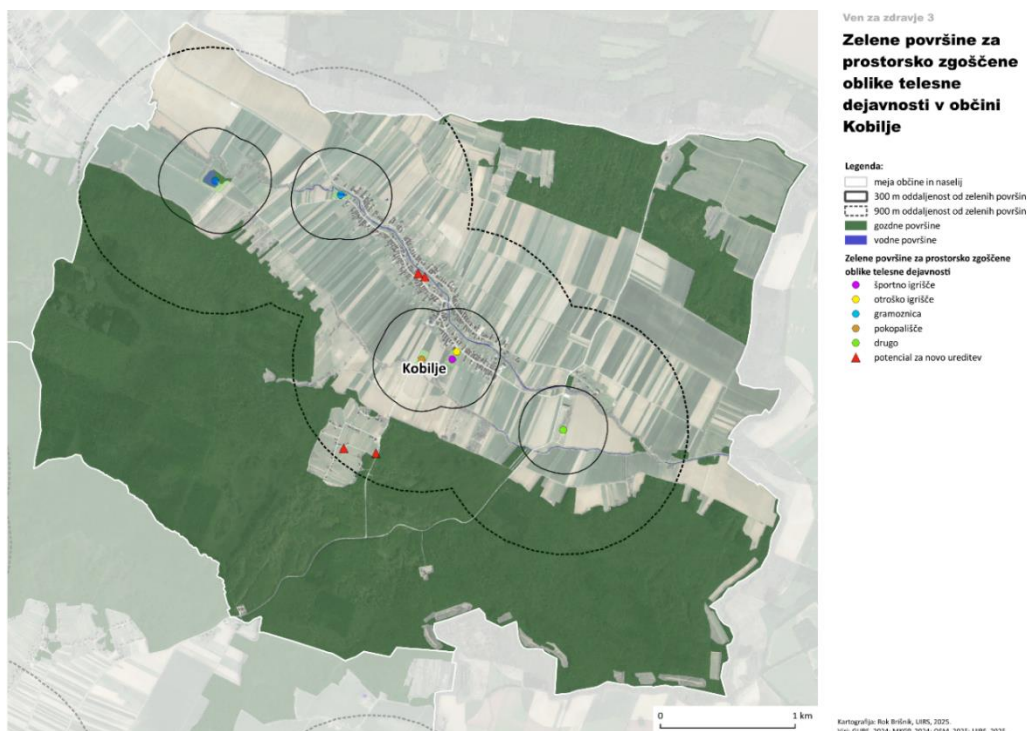 Ven za zdravje 3
Zelene površine za
prostorsko zgoščene
oblike telesne
dejavnosti v občini
Kobilje
Legenda:
meja občine in naselij
300 m oddaljenost od zelenih površin
900 m oddaljenost od zelenih površin
gozdne površine
vodne površine
Zelene površine za prostorsko zgoščene
oblike telesne dejavnosti
športno igrišče
otroško igrišče
gramoznica
pokopališče
drugo
potencial za novo ureditev
Kobilje
0 1 km
Kartografija: Rok Brišnik, UIRS, 2025.